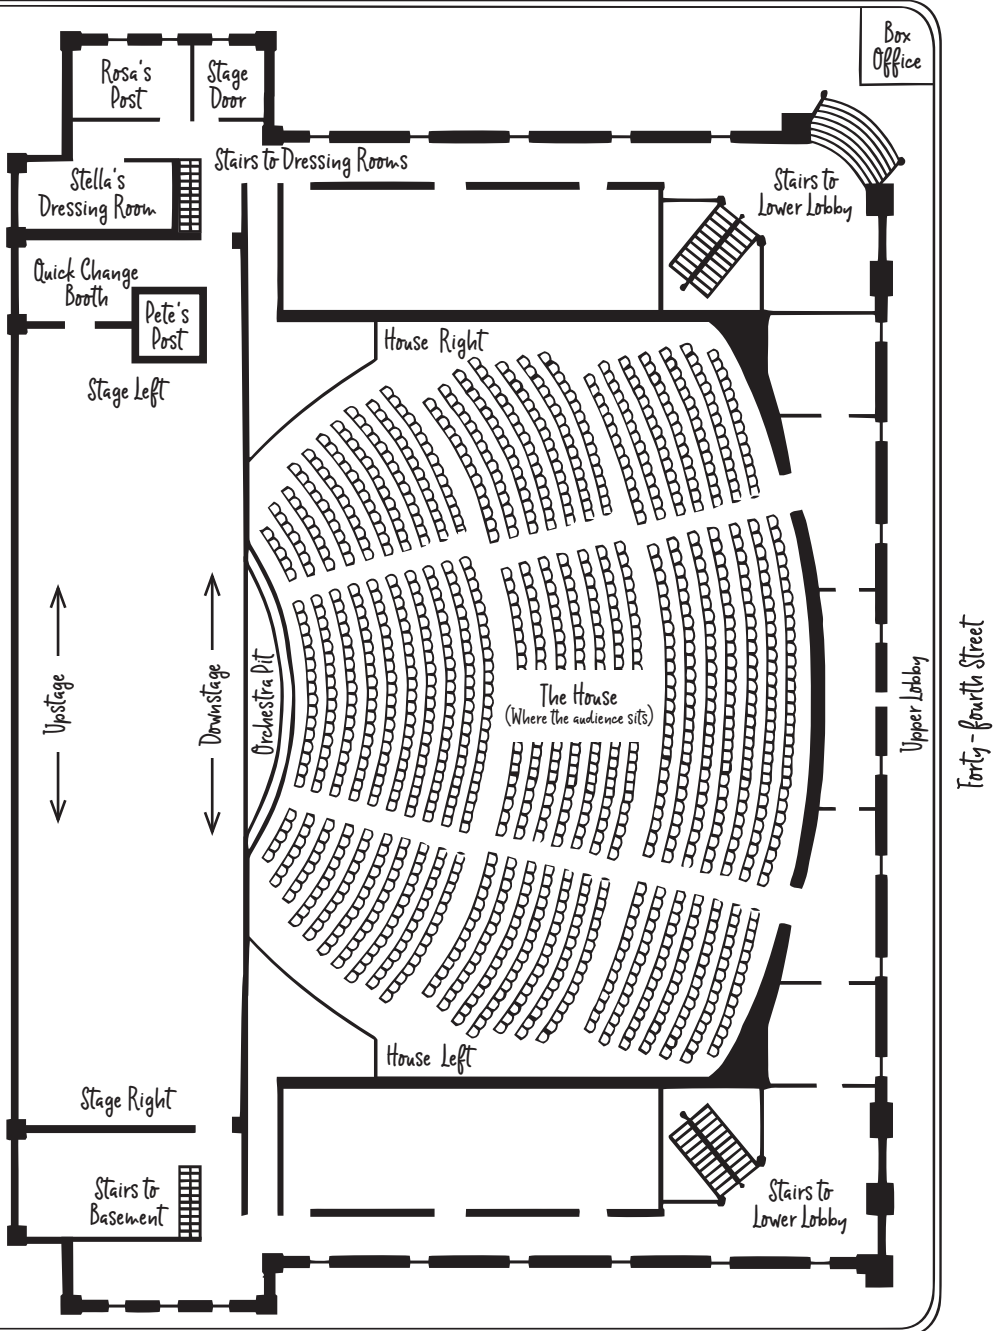 Box
Office
Rosa's
Post
Stage
Door
Stairs to Dressing Rooms
Stella's
Dressing Room
Stairs to
Lower Lobby
Quick Change
Booth
Pete's
Post
House Right
Stage Left
Upstage
Downstage
Orchestra Pit
The House
(Where the audience sits)
Upper Lobby
Forty-fourth Street
House Left
Stage Right
Stairs to
Basement
Stairs to
Lower Lobby